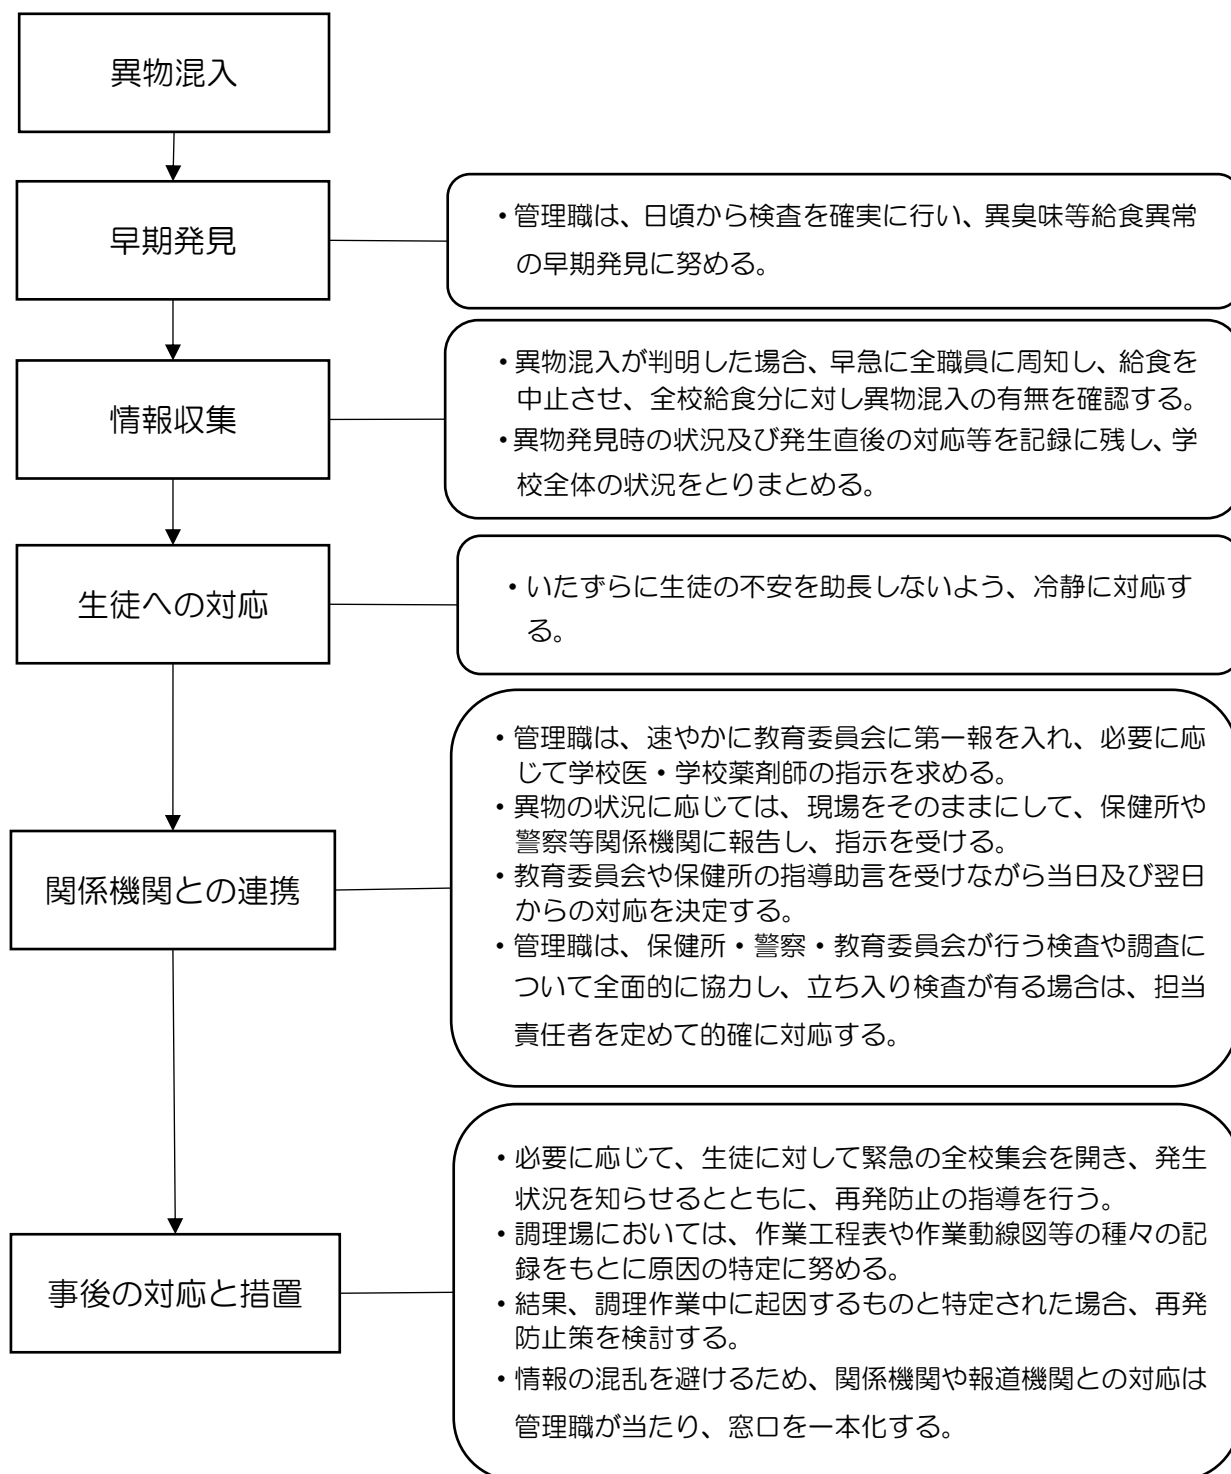 異物混入
早期発見
・管理職は、日頃から検査を確実に行い、異臭味等給食異常
の早期発見に努める。
情報収集
・異物混入が判明した場合、早急に全職員に周知し、給食を
中止させ、全校給食分に対し異物混入の有無を確認する。
・異物発見時の状況及び発生直後の対応等を記録に残し、学
校全体の状況をとりまとめる。
生徒への対応
・いたずらに生徒の不安を助長しないよう、冷静に対応す
る。
関係機関との連携
・管理職は、速やかに教育委員会に第一報を入れ、必要に応
じて学校医・学校薬剤師の指示を求める。
・異物の状況に応じては、現場をそのままにして、保健所や
警察等関係機関に報告し、指示を受ける。
・教育委員会や保健所の指導助言を受けながら当日及び翌日
からの対応を決定する。
・管理職は、保健所・警察・教育委員会が行う検査や調査に
ついて全面的に協力し、立ち入り検査が有る場合は、担当
責任者を定めて的確に対応する。
事後の対応と措置
・必要に応じて、生徒に対して緊急の全校集会を開き、発生
状況を知らせるとともに、再発防止の指導を行う。
・調理場においては、作業工程表や作業動線図等の種々の記
録をもとに原因の特定に努める。
・結果、調理作業中に起因するものと特定された場合、再発
防止策を検討する。
・情報の混乱を避けるため、関係機関や報道機関との対応は
管理職が当たり、窓口を一本化する。